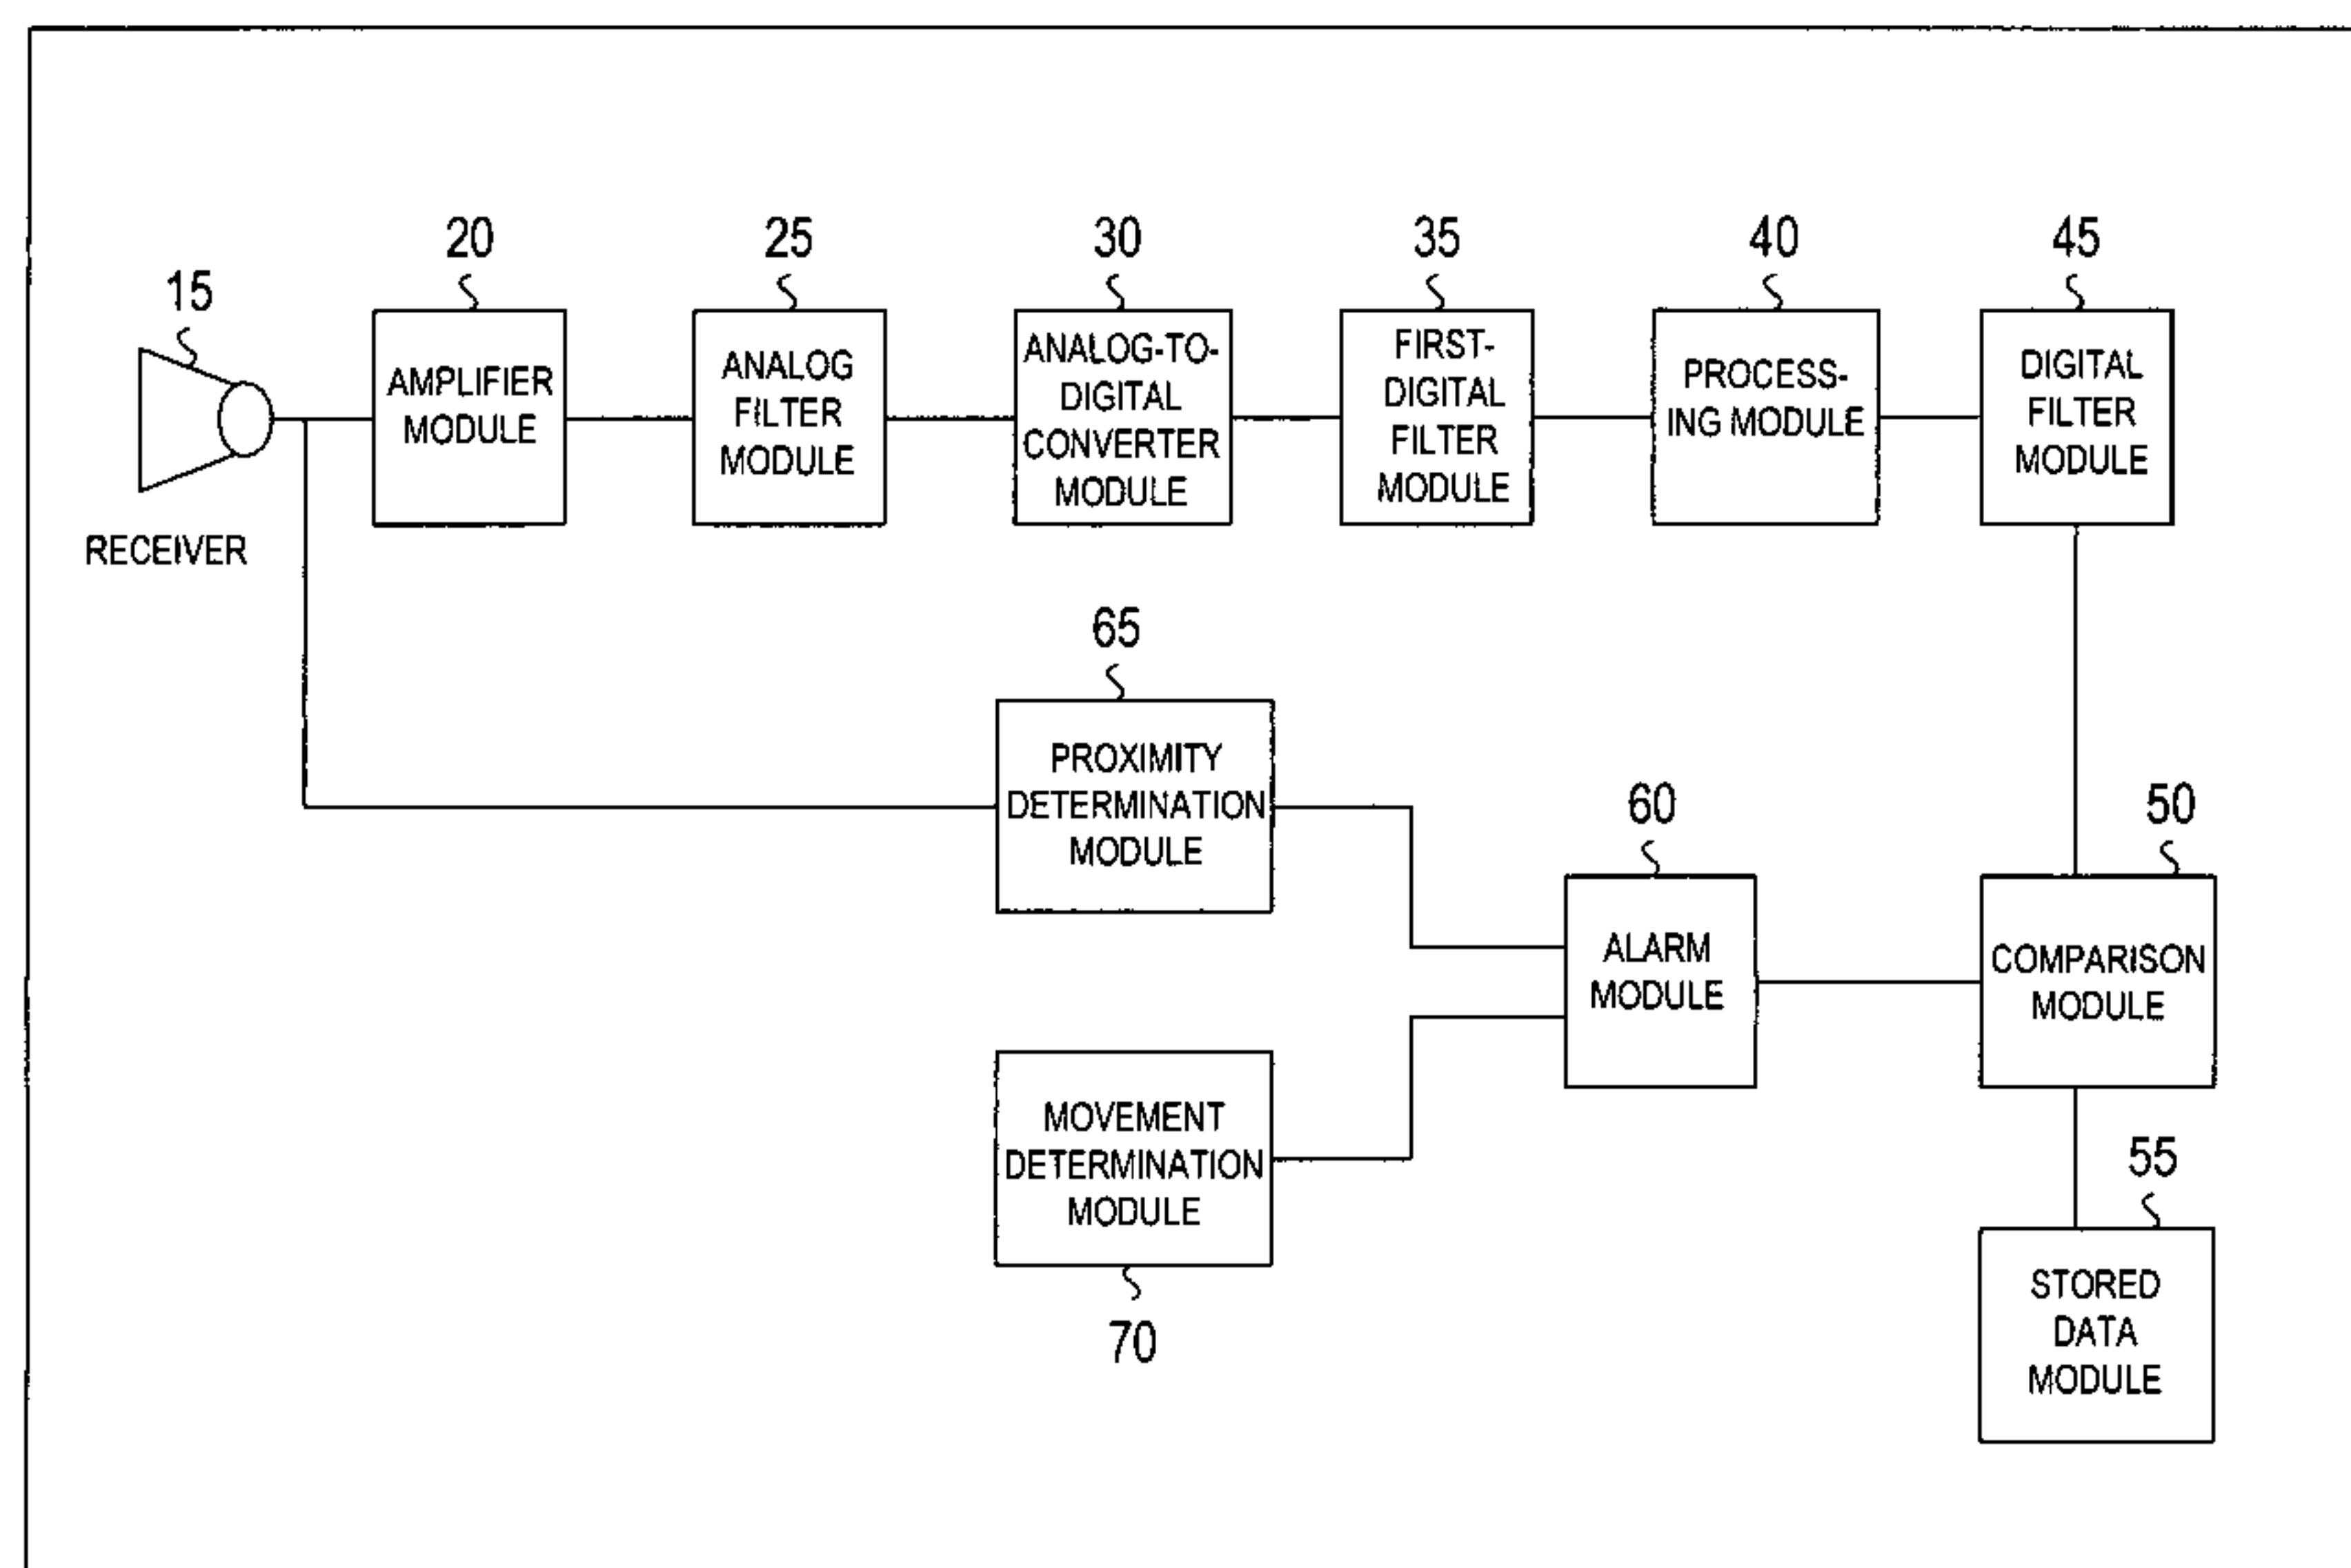 15
RECEIVER
20
AMPLIFIER
MODULE
25
ANALOG
FILTER
MODULE
30
ANALOG-TO-
DIGITAL
CONVERTER
MODULE
35
FIRST-
DIGITAL
FILTER
MODULE
40
PROCESS-
ING MODULE
45
DIGITAL
FILTER
MODULE
65
PROXIMITY
DETERMINATION
MODULE
60
ALARM
MODULE
50
COMPARISON
MODULE
MOVEMENT
DETERMINATION
MODULE
70
55
STORED
DATA
MODULE